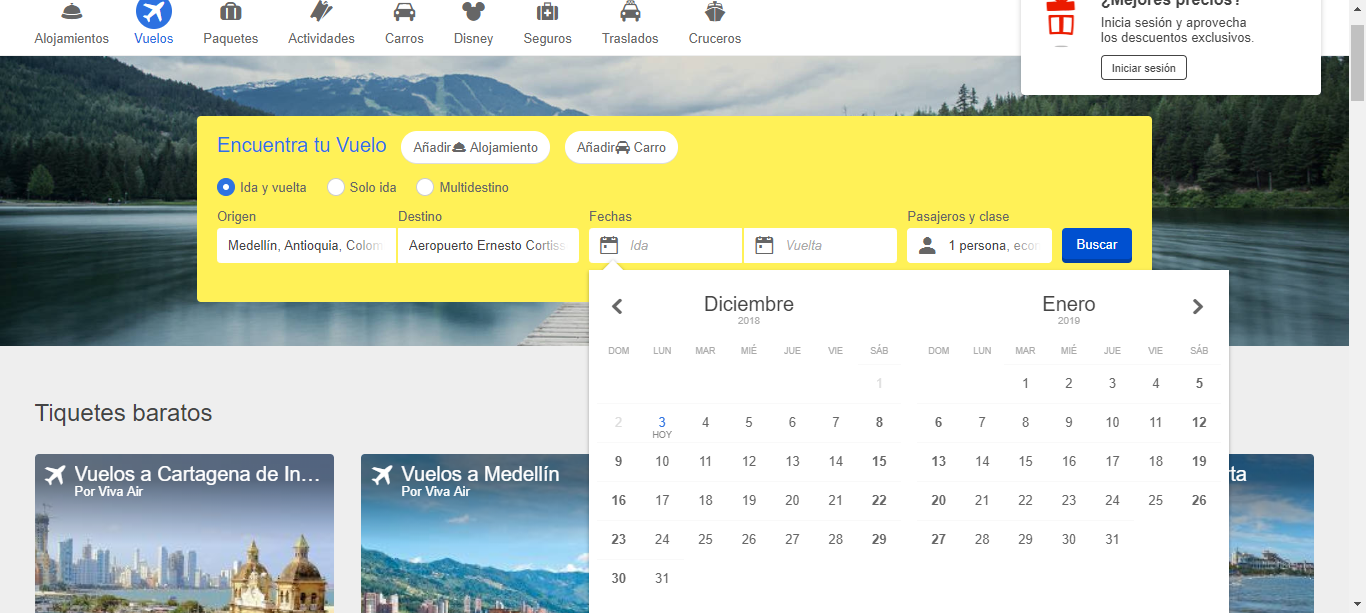 ¿Mejores precios?
Alojamientos Vuelos Paquetes Actividades Carros Disney Seguros Traslados Cruceros
Inicia sesión y aprovecha
los descuentos exclusivos.
Iniciar sesión
Encuentra tu Vuelo Añadir Alojamiento Añadir Carro
Ida y vuelta Solo ida Multidestino
Origen Destino Fechas Pasajeros y clase
Medellín, Antioquia, Colom Aeropuerto Ernesto Cortiss Ida Vuelta 1 persona, econ Buscar
Diciembre Enero
2018 2019
DOM LUN MAR MIÉ JUE VIE SÁB DOM LUN MAR MIÉ JUE VIE SÁB
1 1 2 3 4 5
2 3 4 5 6 7 8 6 7 8 9 10 11 12
HOY
9 10 11 12 13 14 15 13 14 15 16 17 18 19
16 17 18 19 20 21 22 20 21 22 23 24 25 26
23 24 25 26 27 28 29 27 28 29 30 31
30 31
Tiquetes baratos
Vuelos a Cartagena de In... Vuelos a Medellín rta
Por Viva Air Por Viva Air